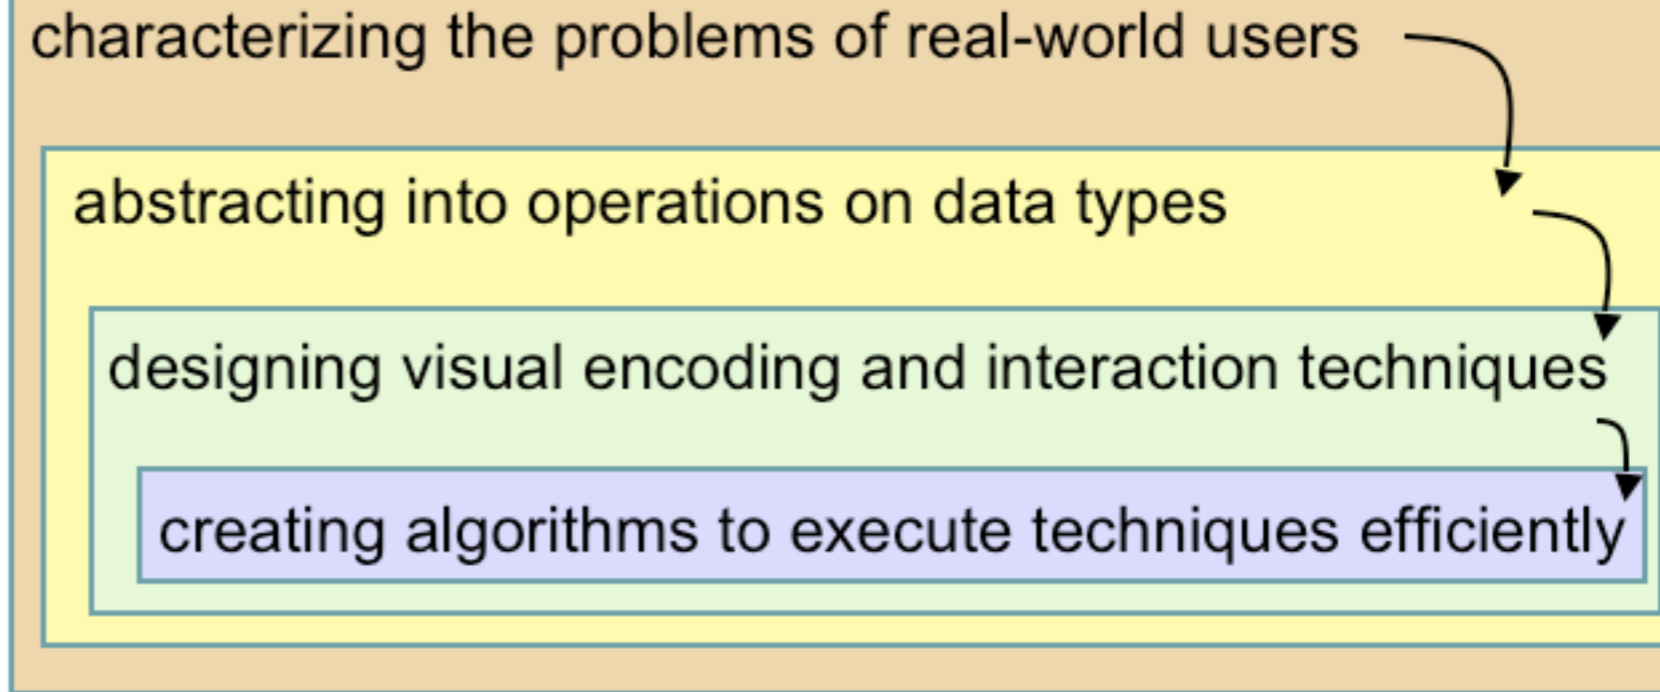 characterizing the problems of real-world users
abstracting into operations on data types
designing visual encoding and interaction techniques
creating algorithms to execute techniques efficiently